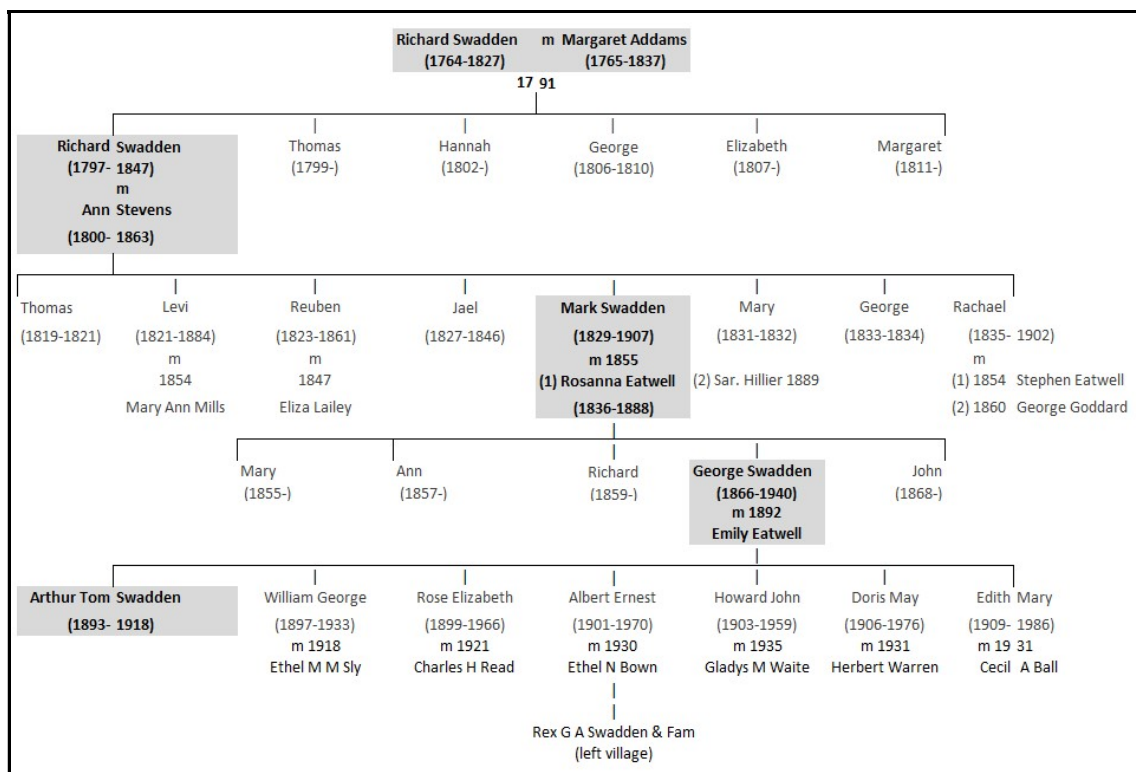 Richard Swadden m Margaret Addams
(1764-1827) (1765-1837)
17 91
Richard Swadden Thomas Hannah George Elizabeth Margaret
(1797- 1847) (1799-) (1802-) (1806-1810) (1807-) (1811-)
m
Ann Stevens
(1800- 1863)
Thomas Levi Reuben Jael Mark Swadden Mary George Rachael
(1819-1821) (1821-1884) (1823-1861) (1827-1846) (1829-1907) (1831-1832) (1833-1834) (1835- 1902)
m m m 1855 m
1854 1847 (1) Rosanna Eatwell (2) Sar. Hillier 1889 (1) 1854 Stephen Eatwell
Mary Ann Mills Eliza Lailey (1836-1888) (2) 1860 George Goddard
Mary Ann Richard George Swadden John
(1855-) (1857-) (1859-) (1866-1940) (1868-)
m 1892
Emily Eatwell
Arthur Tom Swadden William George Rose Elizabeth Albert Ernest Howard John Doris May Edith Mary
(1893- 1918) (1897-1933) (1899-1966) (1901-1970) (1903-1959) (1906-1976) (1909- 1986)
m 1918 m 1921 m 1930 m 1935 m 1931 m 19 31
Ethel M M Sly Charles H Read Ethel N Bown Gladys M Waite Herbert Warren Cecil A Ball
Rex G A Swadden & Fam
(left village)